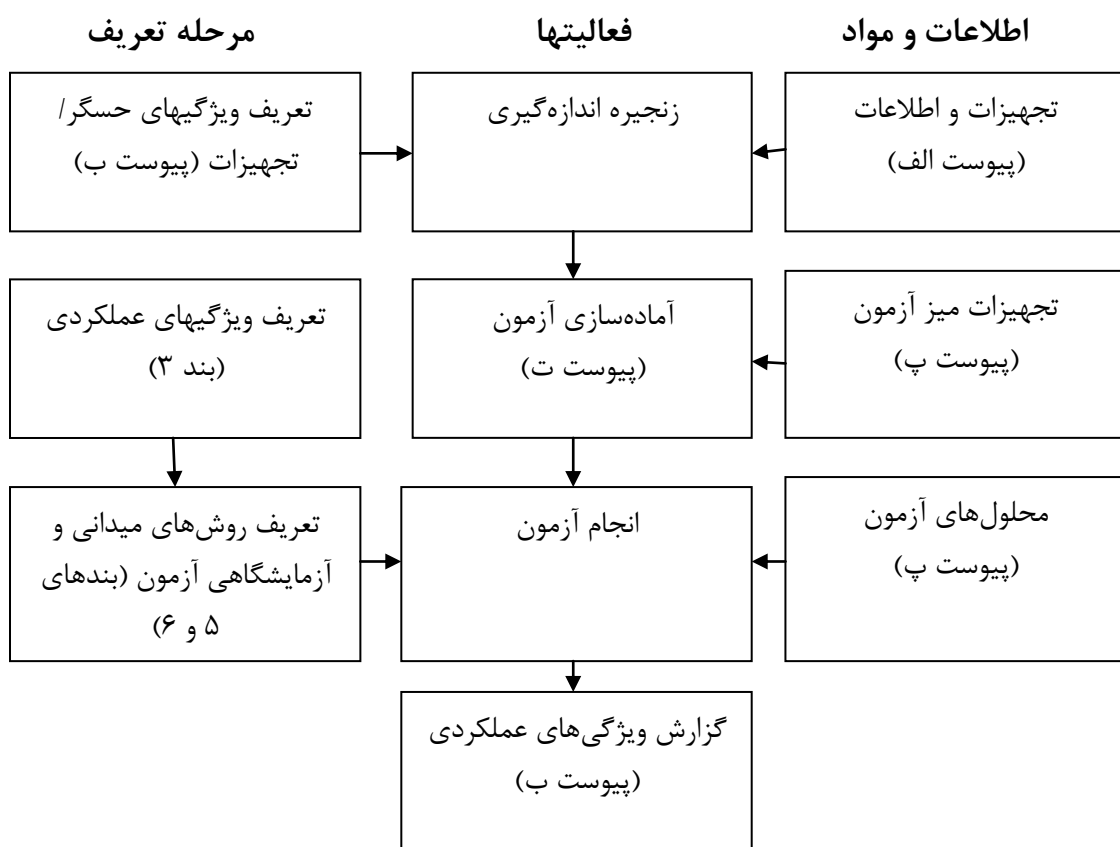 اطلاعات و مواد
فعالیتها
مرحله تعریف
تجهیزات و اطلاعات
(پیوست الف)
زنجیره اندازه‌گیری
تعریف ویژگیهای حسگر/
تجهیزات (پیوست ب)
تجهیزات میز آزمون
(پیوست پ)
آماده‌سازی آزمون
(پیوست ت)
تعریف ویژگیهای عملکردی
(بند ۳)
محلول‌های آزمون
(پیوست پ)
انجام آزمون
تعریف روش‌های میدانی و
آزمایشگاهی آزمون (بندهای
۵ و ۶)
گزارش ویژگی‌های عملکردی
(پیوست ب)